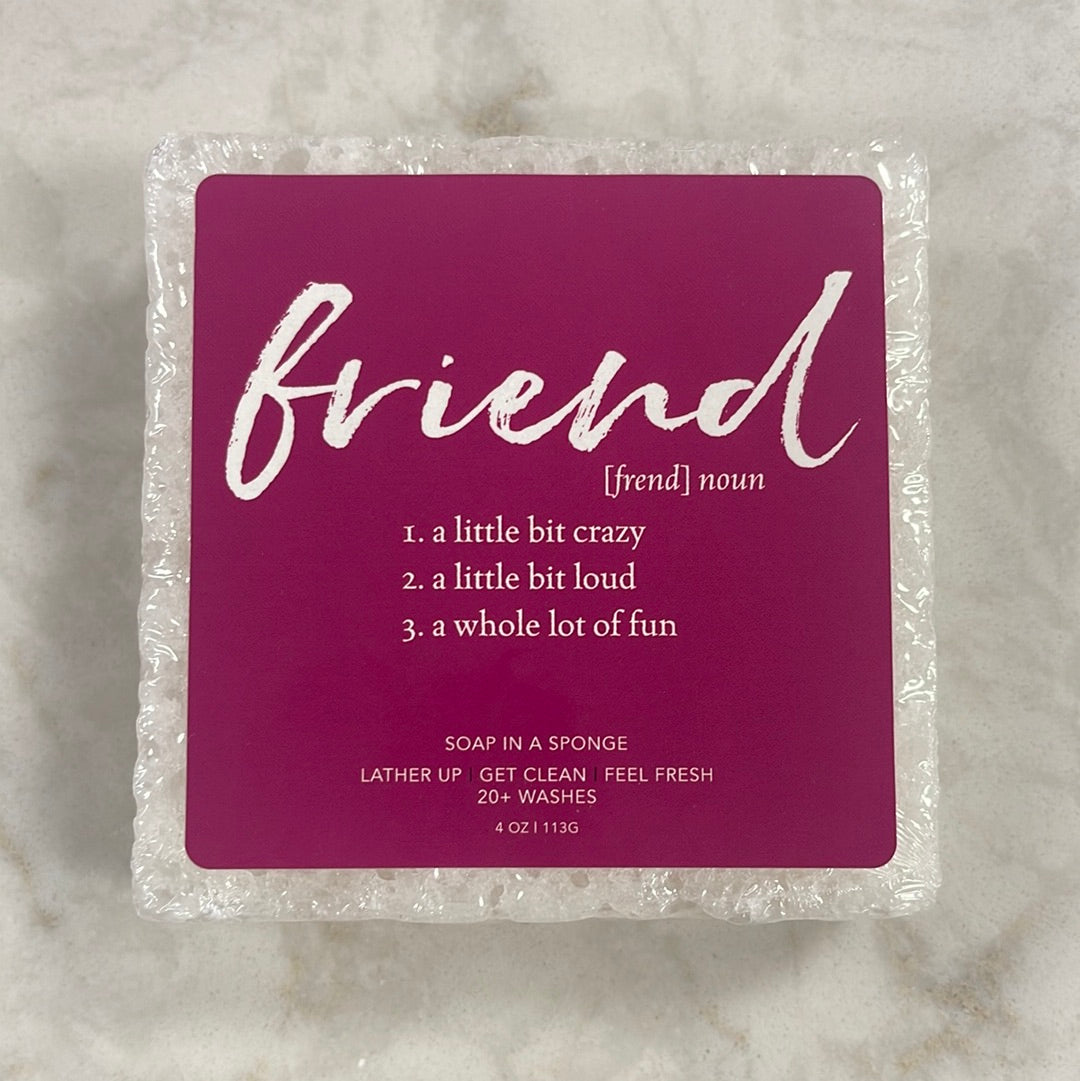 friend
[frend] noun
1. a little bit crazy
2. a little bit loud
3. a whole lot of fun
SOAP IN A SPONGE
LATHER UP | GET CLEAN | FEEL FRESH
20+ WASHES
4 OZ | 113G